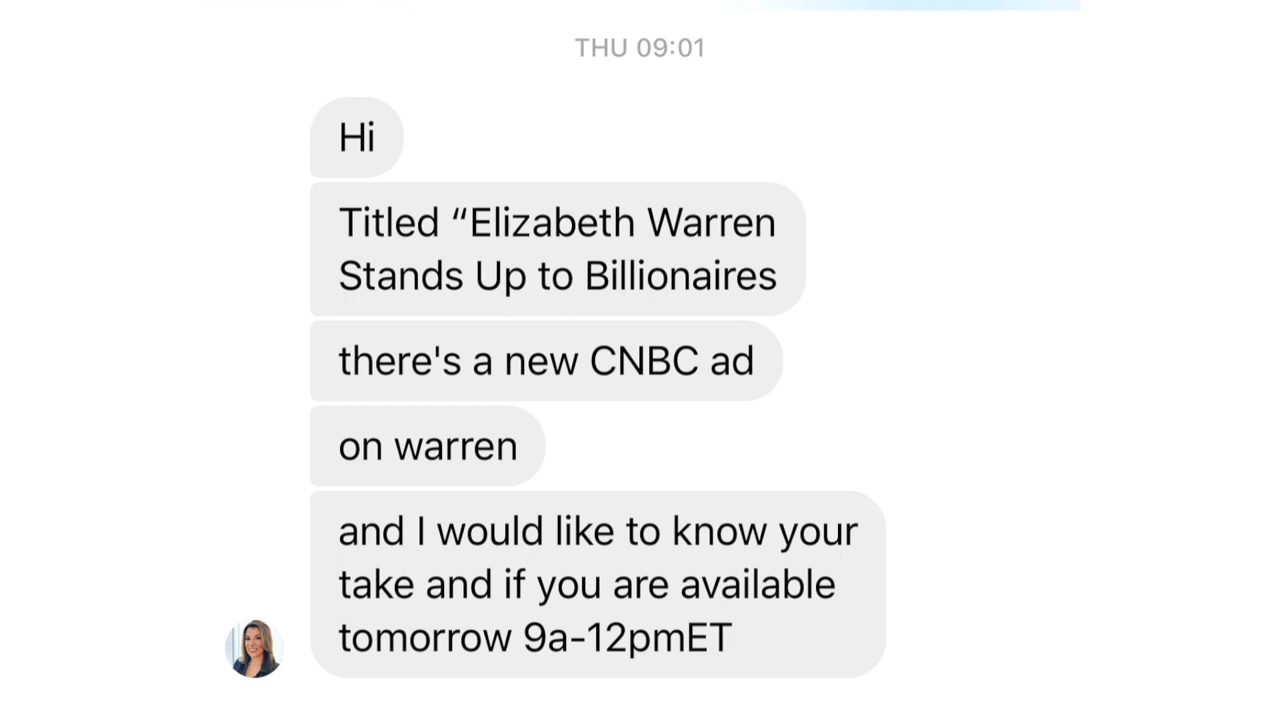 THU 09:01
Hi
Titled “Elizabeth Warren
Stands Up to Billionaires
there's a new CNBC ad
on warren
and I would like to know your
take and if you are available
tomorrow 9a-12pmET